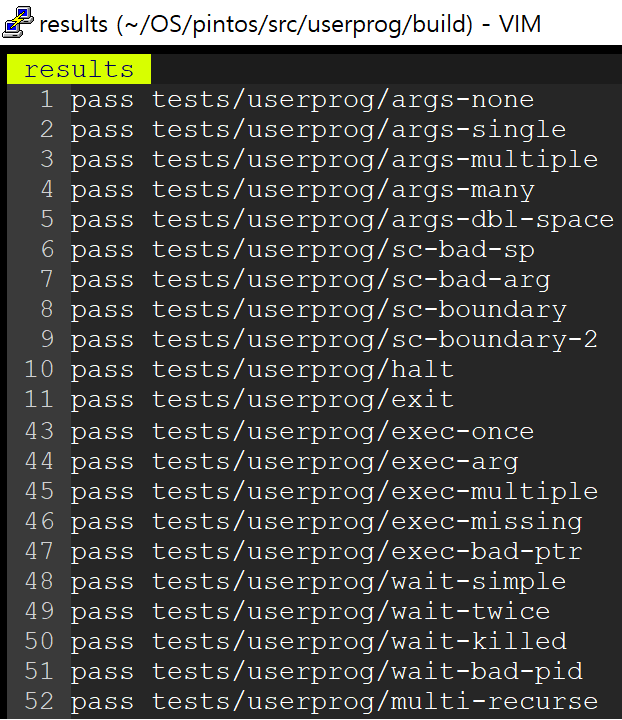 results (~/OS/pintos/src/userprog/build) - VIM
results
1 pass tests/userprog/args-none
2 pass tests/userprog/args-single
3 pass tests/userprog/args-multiple
4 pass tests/userprog/args-many
5 pass tests/userprog/args-dbl-space
6 pass tests/userprog/sc-bad-sp
7 pass tests/userprog/sc-bad-arg
8 pass tests/userprog/sc-boundary
9 pass tests/userprog/sc-boundary-2
10 pass tests/userprog/halt
11 pass tests/userprog/exit
43 pass tests/userprog/exec-once
44 pass tests/userprog/exec-arg
45 pass tests/userprog/exec-multiple
46 pass tests/userprog/exec-missing
47 pass tests/userprog/exec-bad-ptr
48 pass tests/userprog/wait-simple
49 pass tests/userprog/wait-twice
50 pass tests/userprog/wait-killed
51 pass tests/userprog/wait-bad-pid
52 pass tests/userprog/multi-recurse